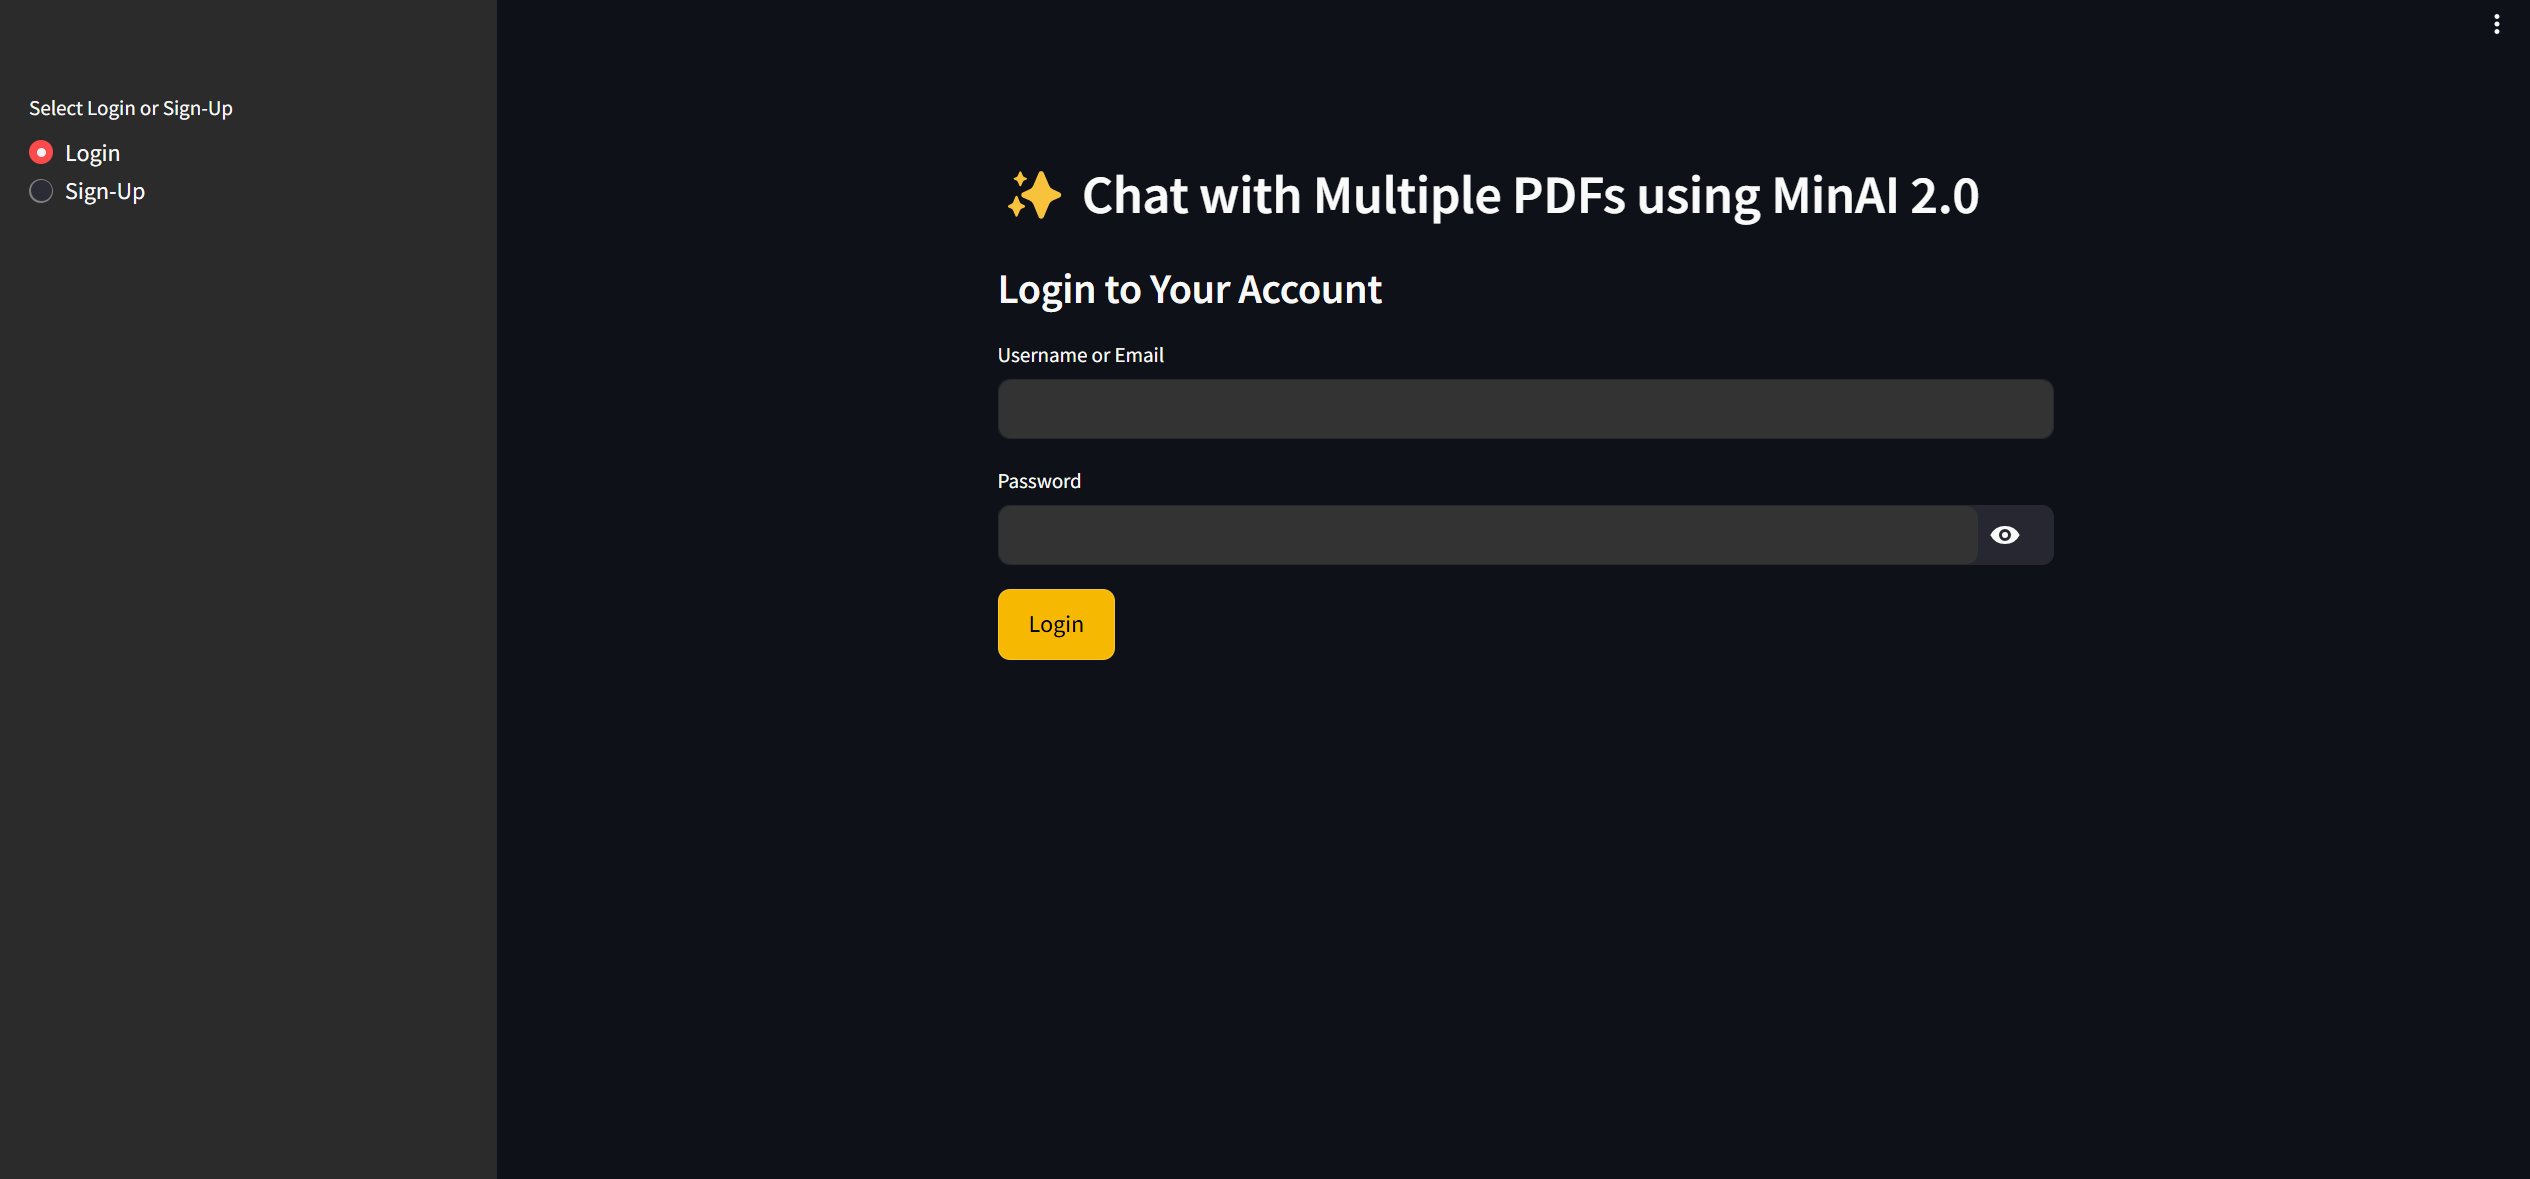 Select Login or Sign-Up
Login
Sign-Up
✨ Chat with Multiple PDFs using MinAI 2.0
Login to Your Account
Username or Email
Password
Login